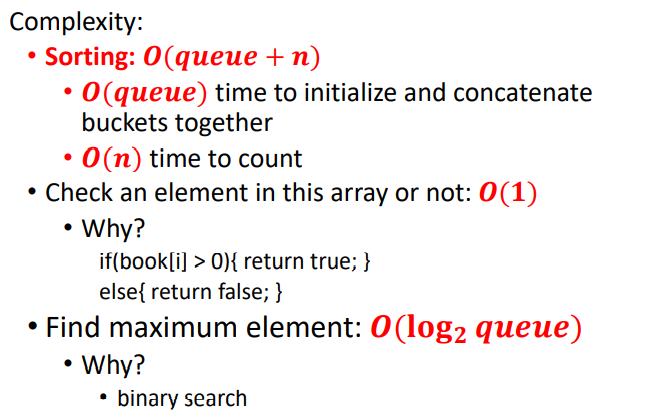 Complexity:
• Sorting: O(queue + n)
• O(queue) time to initialize and concatenate
buckets together
• O(n) time to count
• Check an element in this array or not: O(1)
• Why?
if(book[i] > 0){ return true; }
else{ return false; }
• Find maximum element: O(log₂ queue)
• Why?
• binary search